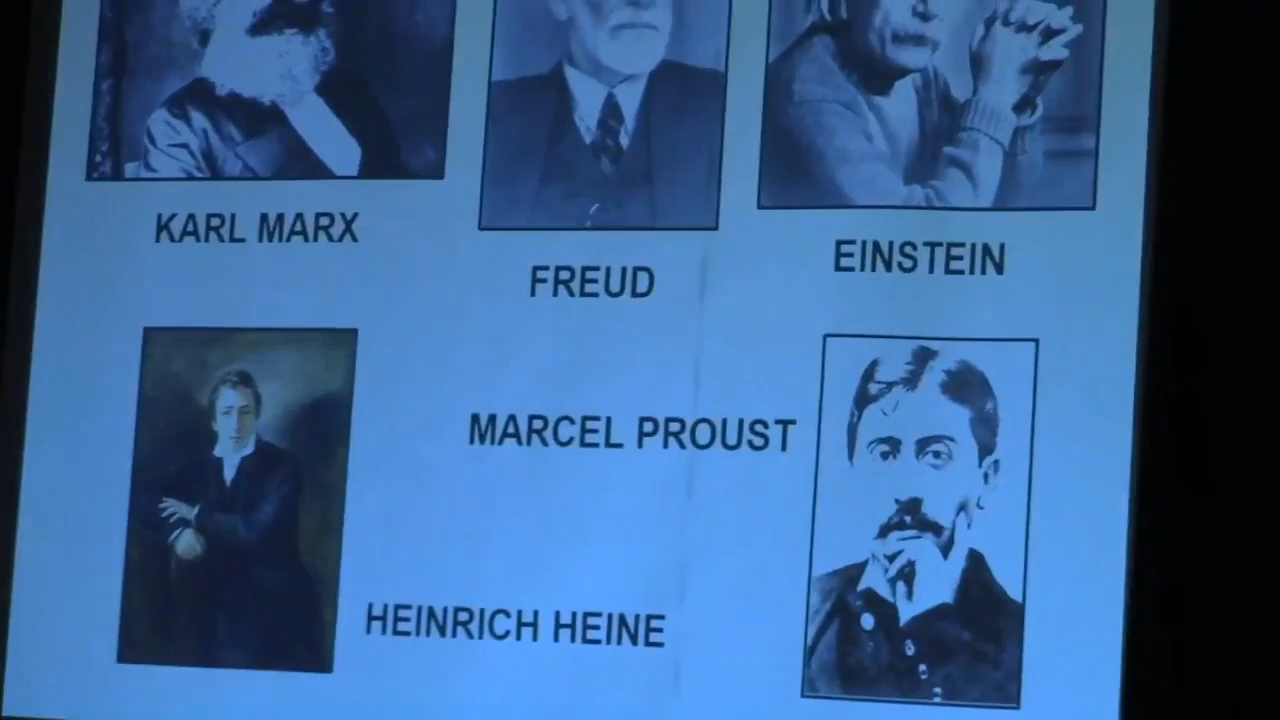 KARL MARX
FREUD
EINSTEIN
MARCEL PROUST
HEINRICH HEINE